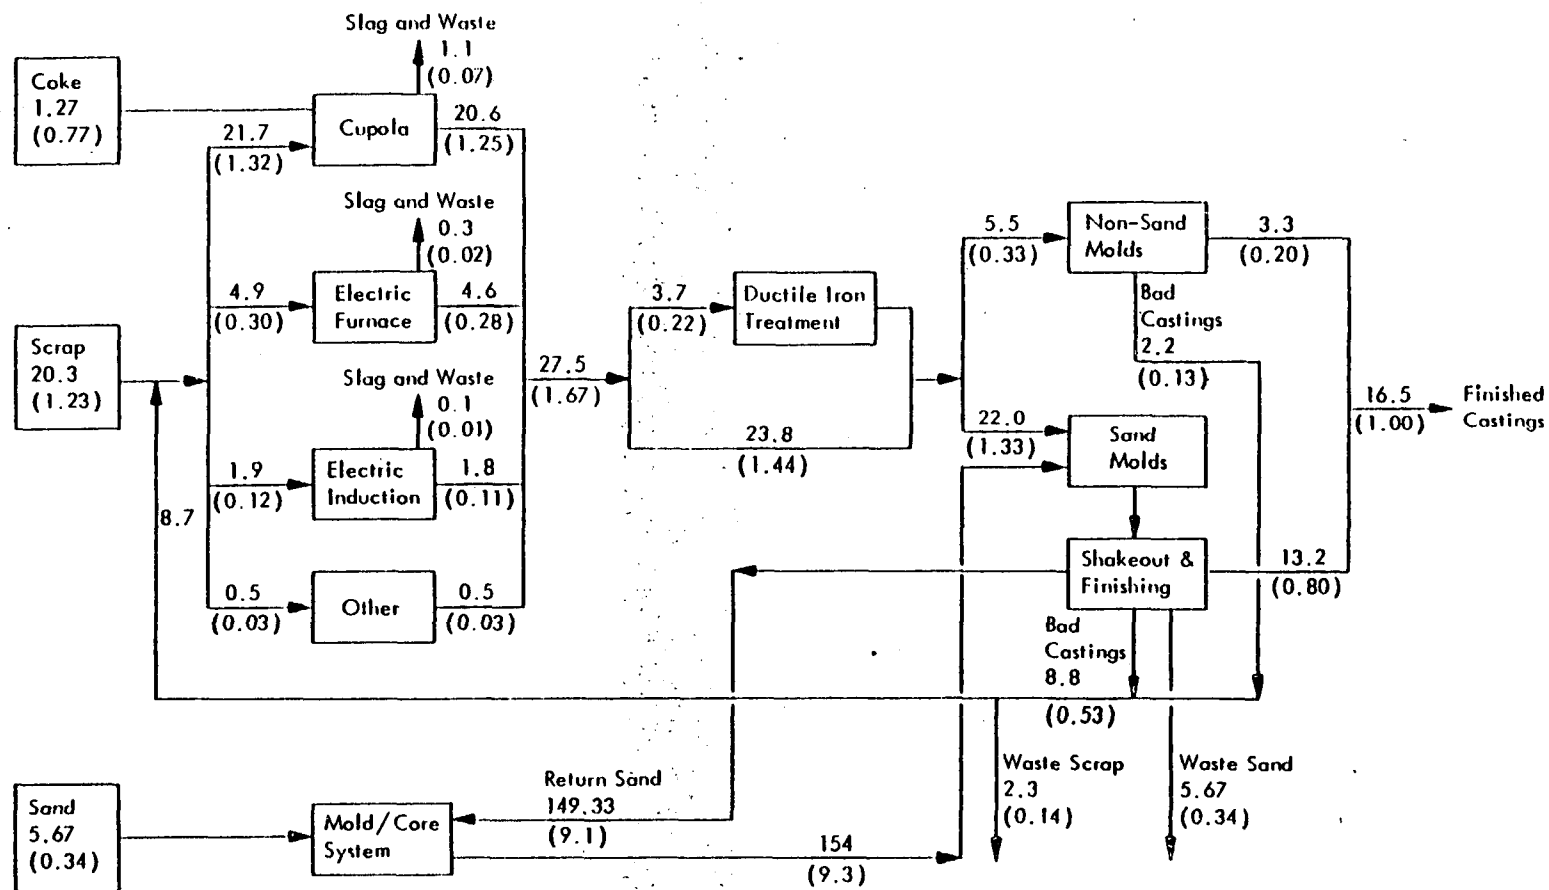 Slag and Waste
1.1
(0.07)
Coke
1.27
(0.77)
21.7
(1.32)
Cupola
20.6
(1.25)
Slag and Waste
0.3
(0.02)
4.9
(0.30)
Electric
Furnace
4.6
(0.28)
Scrap
20.3
(1.23)
Slag and Waste
0.1
(0.01)
1.9
(0.12)
Electric
Induction
1.8
(0.11)
8.7
0.5
(0.03)
Other
0.5
(0.03)
27.5
(1.67)
3.7
(0.22)
Ductile Iron
Treatment
23.8
(1.44)
5.5
(0.33)
Non-Sand
Molds
3.3
(0.20)
Bad
Castings
2.2
(0.13)
22.0
(1.33)
Sand
Molds
16.5
(1.00)
Finished
Castings
Shakeout &
Finishing
13.2
(0.80)
Bad
Castings
8.8
(0.53)
Waste Scrap
2.3
(0.14)
Waste Sand
5.67
(0.34)
Return Sand
149.33
(9.1)
Sand
5.67
(0.34)
Mold/Core
System
154
(9.3)